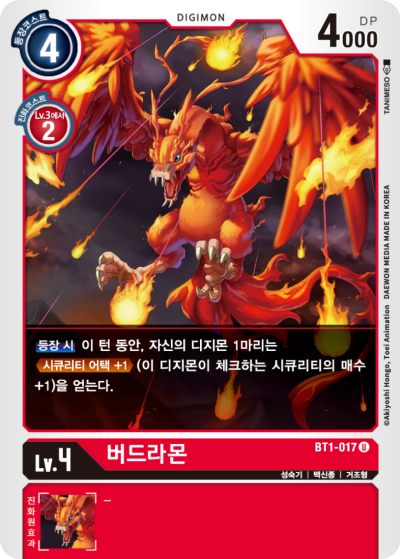 등장코스트
4
DIGIMON
DP
4000
진화코스트
Lv.3에서
2
TANIMESO
©Akiyoshi Hongo, Toei Animation DAEWON MEDIA MADE IN KOREA
등장 시 이 턴 동안, 자신의 디지몬 1마리는
시큐리티 어택 +1 (이 디지몬이 체크하는 시큐리티의 매수
+1)을 얻는다.
BT1-017 U
Lv.4 버드라몬
성숙기 | 백신종 | 거조형
진화원효과
–